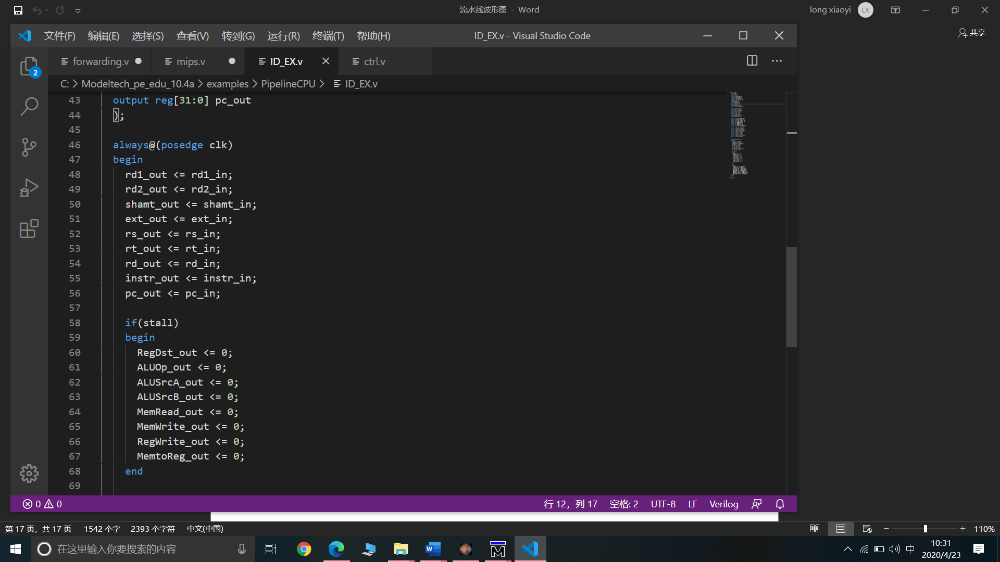 流水线波形图 - Word
long xiaoyi
LX
共享
文件(F) 编辑(E) 选择(S) 查看(V) 转到(G) 运行(R) 终端(T) 帮助(H)
ID_EX.v - Visual Studio Code
forwarding.v
mips.v
ID_EX.v
ctrl.v
2
C: > Modeltech_pe_edu_10.4a > examples > PipelineCPU > ID_EX.v
43 output reg[31:0] pc_out
44 );
45
46 always@(posedge clk)
47 begin
48 rd1_out <= rd1_in;
49 rd2_out <= rd2_in;
50 shamt_out <= shamt_in;
51 ext_out <= ext_in;
52 rs_out <= rs_in;
53 rt_out <= rt_in;
54 rd_out <= rd_in;
55 instr_out <= instr_in;
56 pc_out <= pc_in;
57
58 if(stall)
59 begin
60 RegDst_out <= 0;
61 ALUOp_out <= 0;
62 ALUSrcA_out <= 0;
63 ALUSrcB_out <= 0;
64 MemRead_out <= 0;
65 MemWrite_out <= 0;
66 RegWrite_out <= 0;
67 MemtoReg_out <= 0;
68 end
69
0 0
行 12，列 17 空格: 2 UTF-8 LF Verilog
第 17 页，共 17 页 1542 个字 2393 个字符 中文(中国)
110%
在这里输入你要搜索的内容
中
10:31
2020/4/23